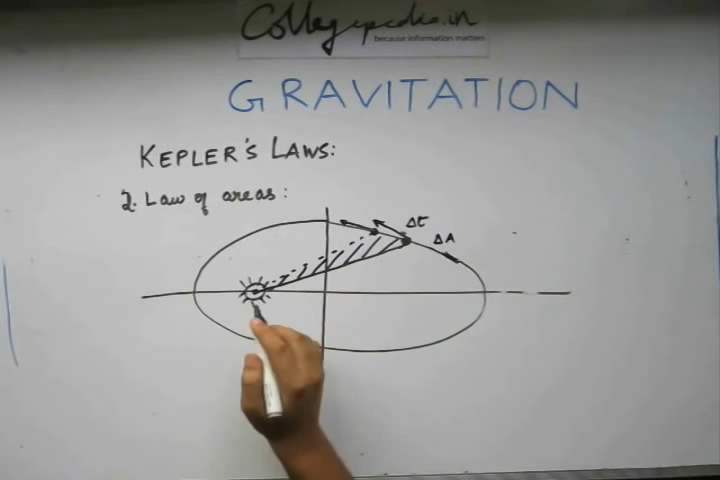 Collegepedia.in
because information matters
GRAVITATION
KEPLER'S LAWS:
2. Law of areas:
Δt
ΔA